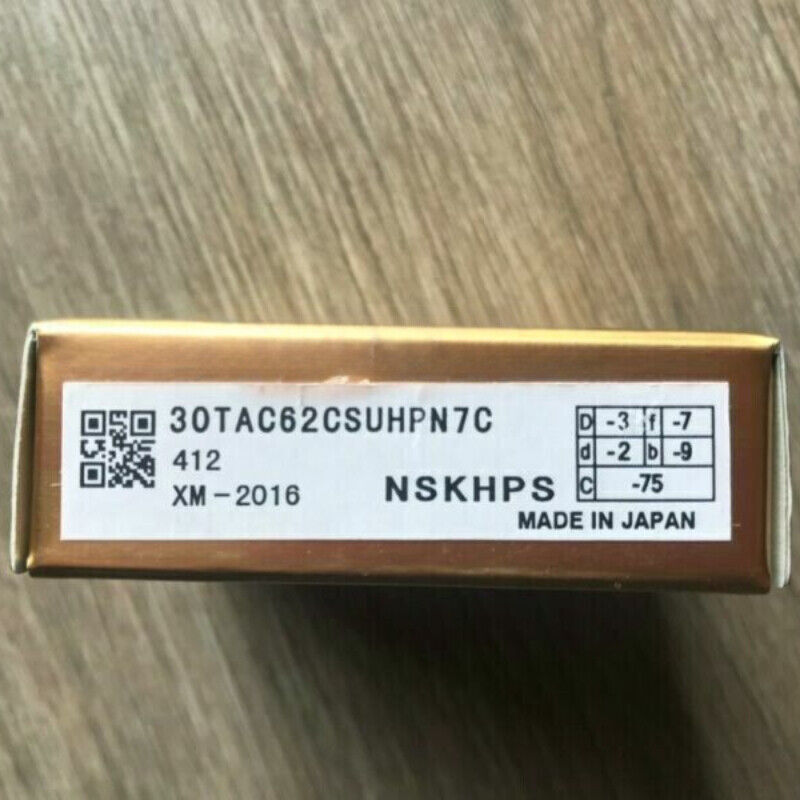 30TAC62CSUHPN7C
412
XM-2016
NSKHPS
D -3 f -7
d -2 b -9
C -75
MADE IN JAPAN